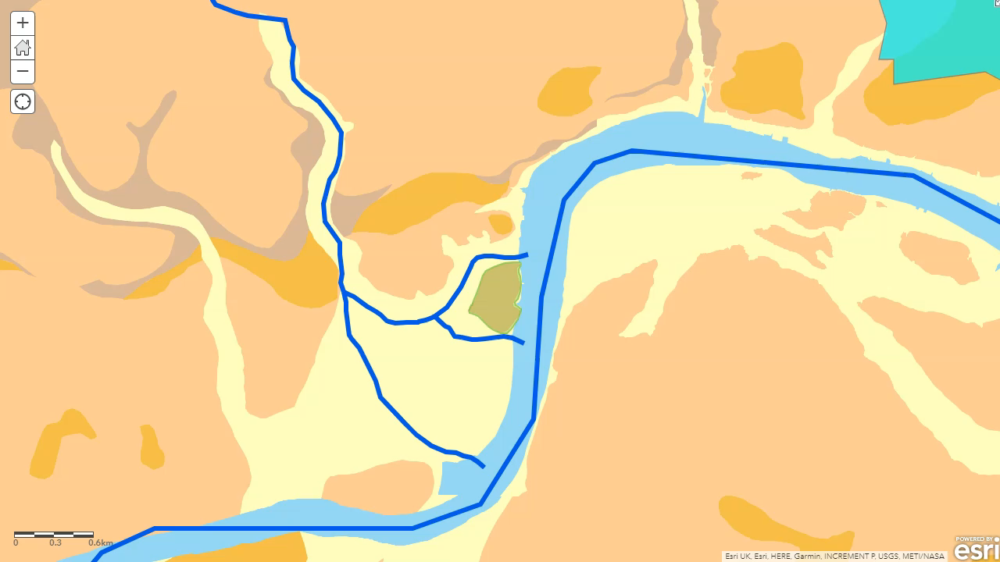 +
−
0 0.3 0.6km
POWERED BY
esri
Esri UK, Esri, HERE, Garmin, INCREMENT P, USGS, METI/NASA